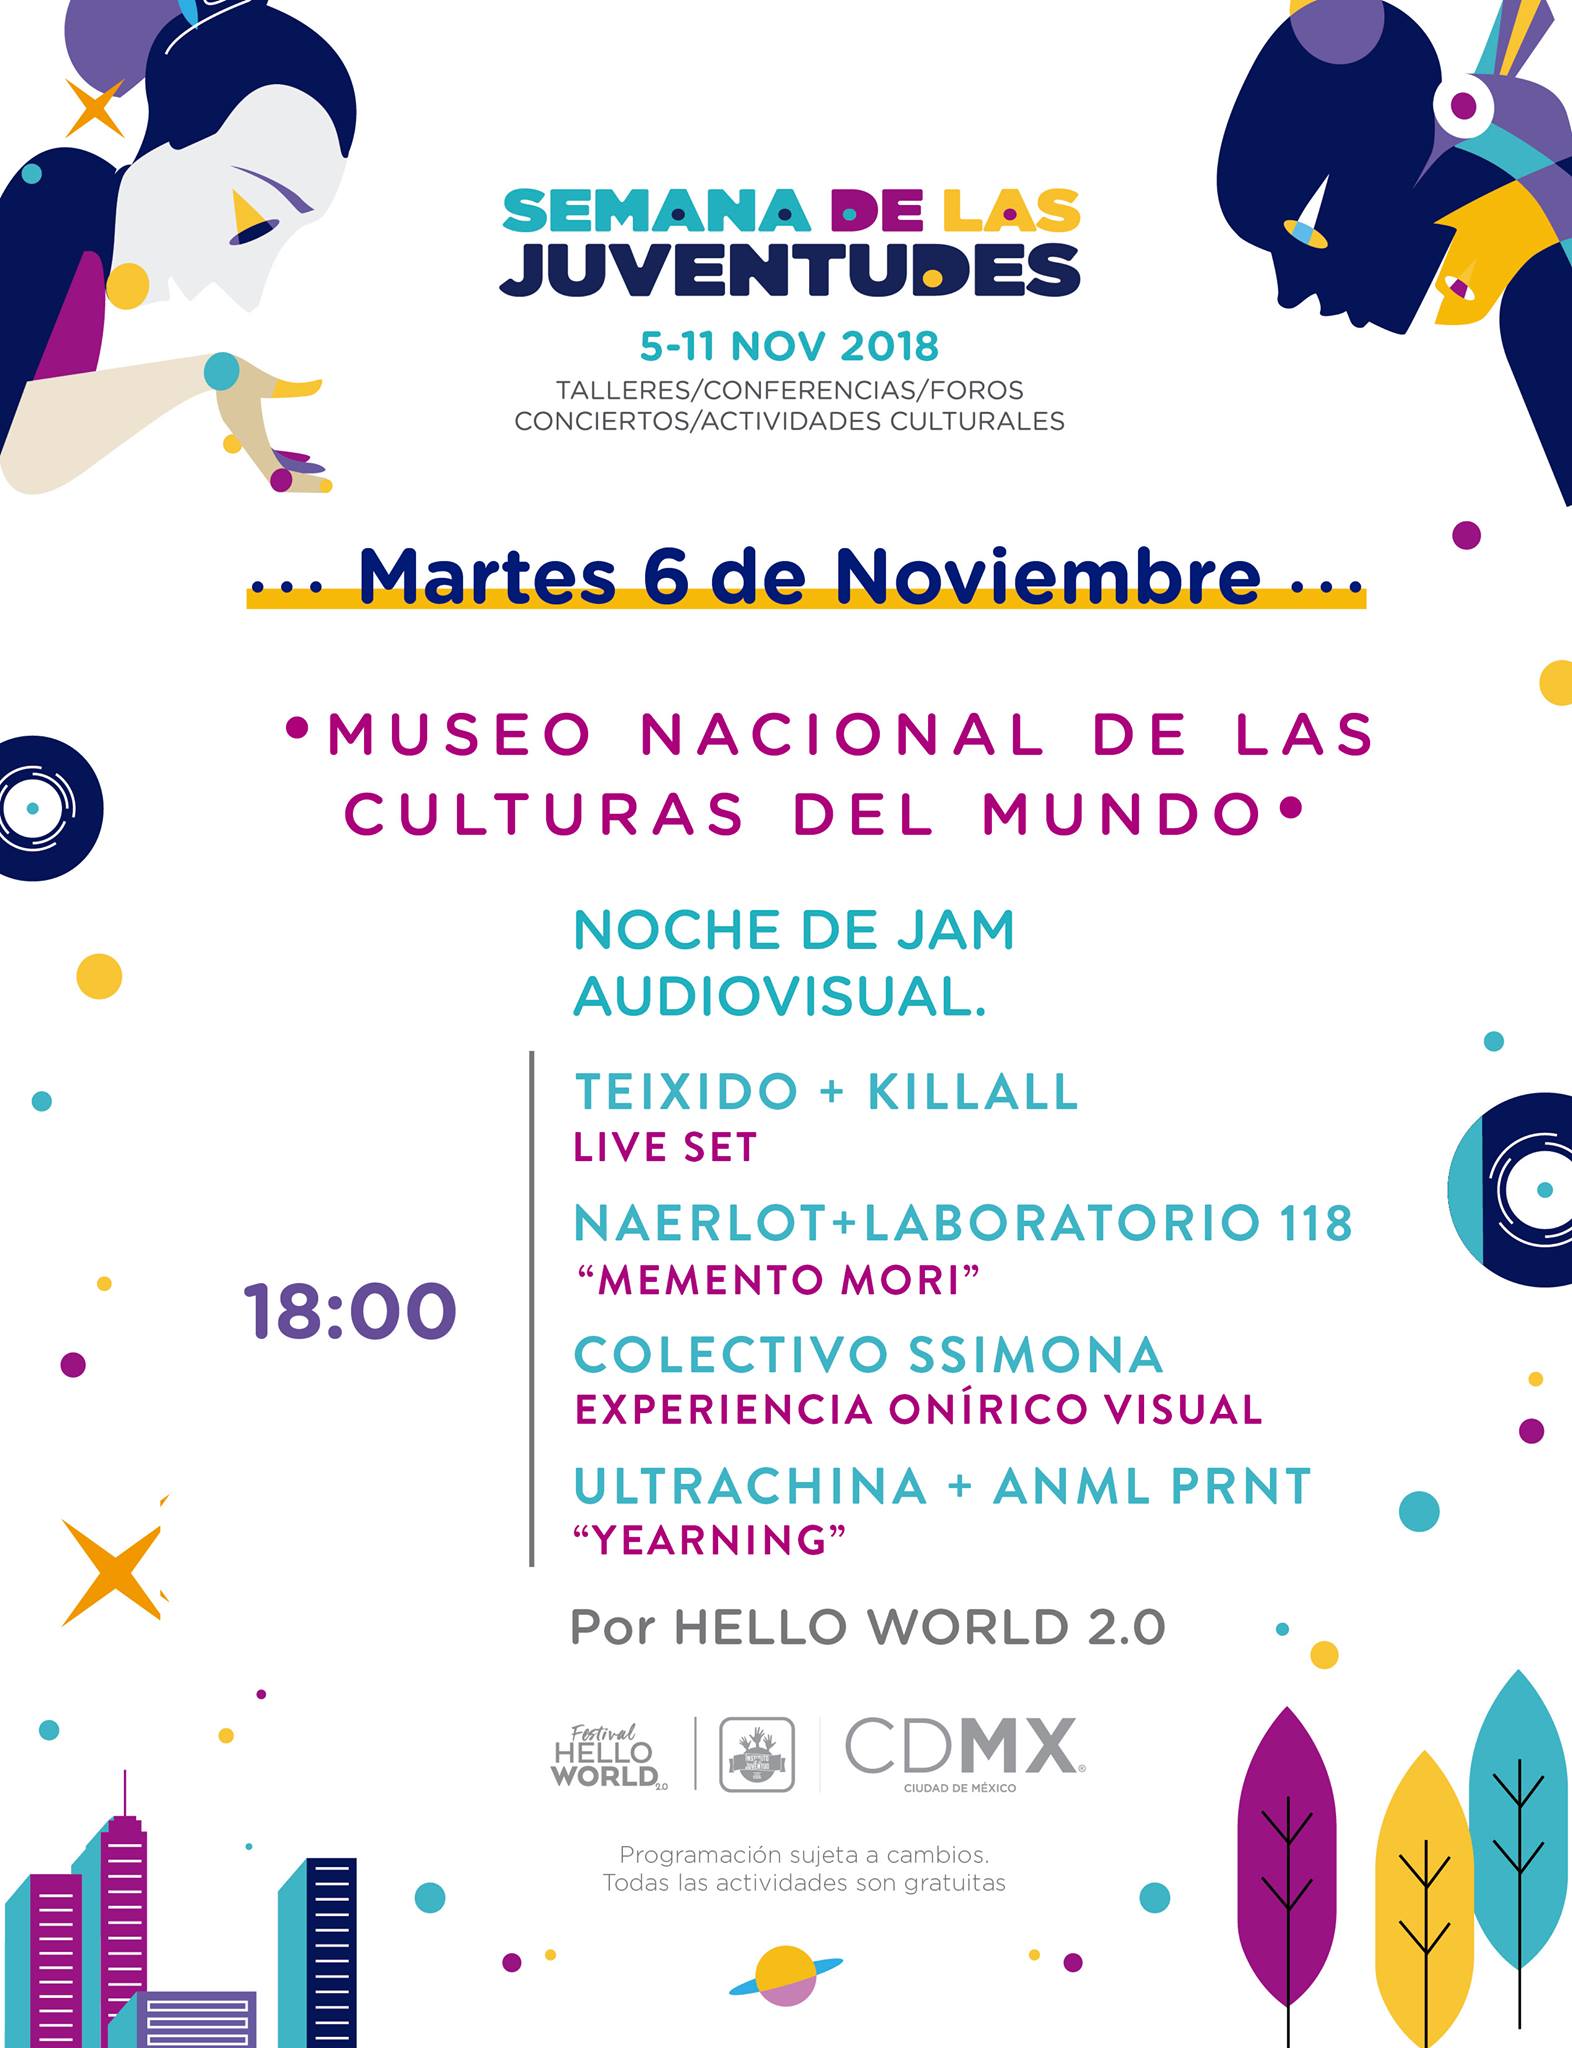 SEMANA DE LAS
JUVENTUDES
5-11 NOV 2018
TALLERES/CONFERENCIAS/FOROS
CONCIERTOS/ACTIVIDADES CULTURALES
... Martes 6 de Noviembre ...
•MUSEO NACIONAL DE LAS
CULTURAS DEL MUNDO•
NOCHE DE JAM
AUDIOVISUAL.
TEIXIDO + KILLALL
LIVE SET
NAERLOT+LABORATORIO 118
“MEMENTO MORI”
18:00
COLECTIVO SSIMONA
EXPERIENCIA ONÍRICO VISUAL
ULTRACHINA + ANML PRNT
“YEARNING”
Por HELLO WORLD 2.0
Festival
HELLO
WORLD 2.0
INSTITUTO
JUVENTUD
CDMX®
CIUDAD DE MÉXICO
Programación sujeta a cambios.
Todas las actividades son gratuitas